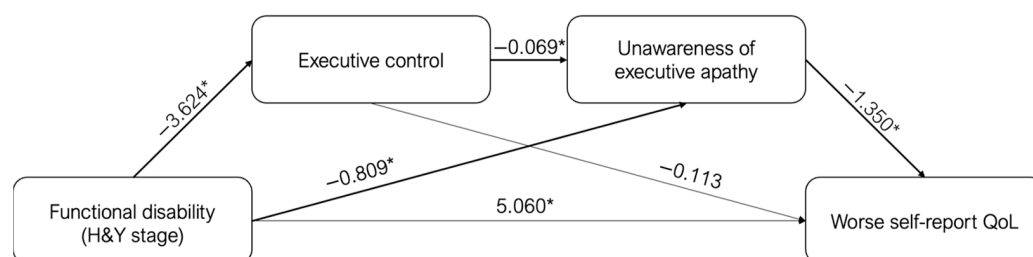 Executive control
−0.069*
Unawareness of
executive apathy
−3.624*
−1.350*
−0.809*
−0.113
Functional disability
(H&Y stage)
5.060*
Worse self-report QoL